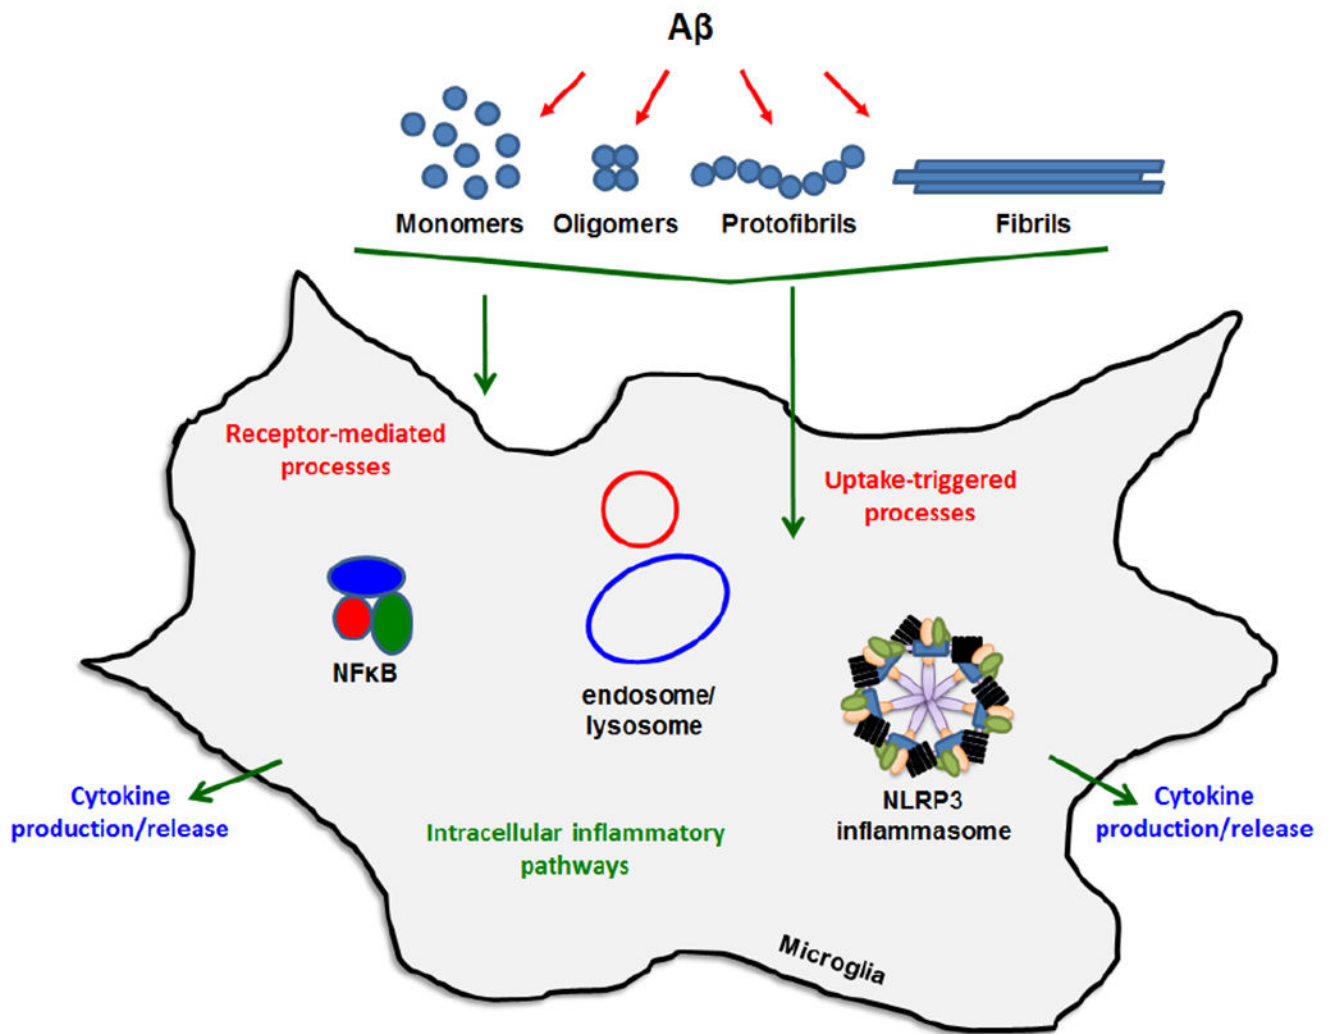 Aβ
Monomers
Oligomers
Protofibrils
Fibrils
Receptor-mediated
processes
Uptake-triggered
processes
NFκB
endosome/
lysosome
NLRP3
inflammasome
Cytokine
production/release
Cytokine
production/release
Intracellular inflammatory
pathways
Microglia